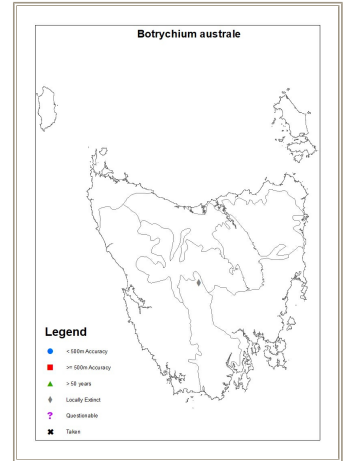 Botrychium australe
Legend
< 500m Accuracy
>= 500m Accuracy
> 50 years
Locally Extinct
? Questionable
Taken